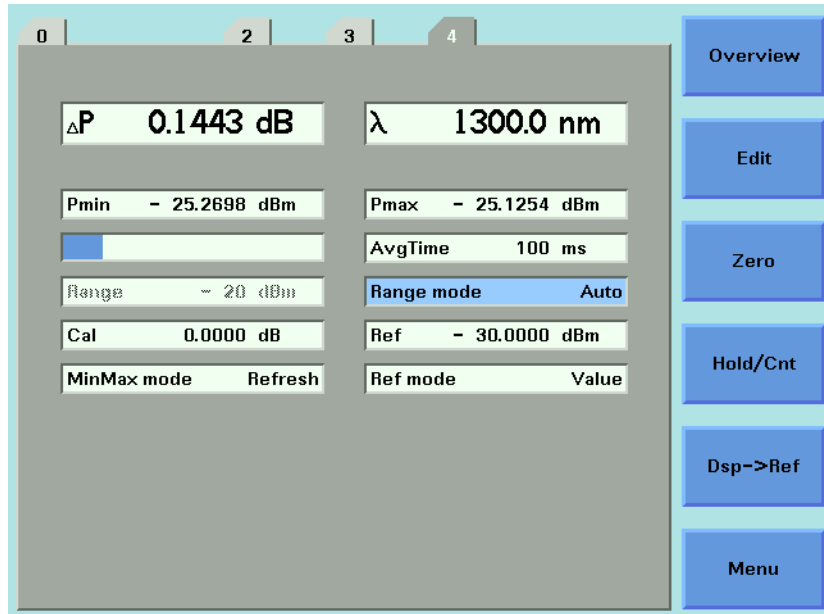 0 2 3 4
△P 0.1443 dB λ 1300.0 nm
Pmin - 25.2698 dBm Pmax - 25.1254 dBm
AvgTime 100 ms
Range - 20 dBm Range mode Auto
Cal 0.0000 dB Ref - 30.0000 dBm
MinMax mode Refresh Ref mode Value
Overview
Edit
Zero
Hold/Cnt
Dsp->Ref
Menu